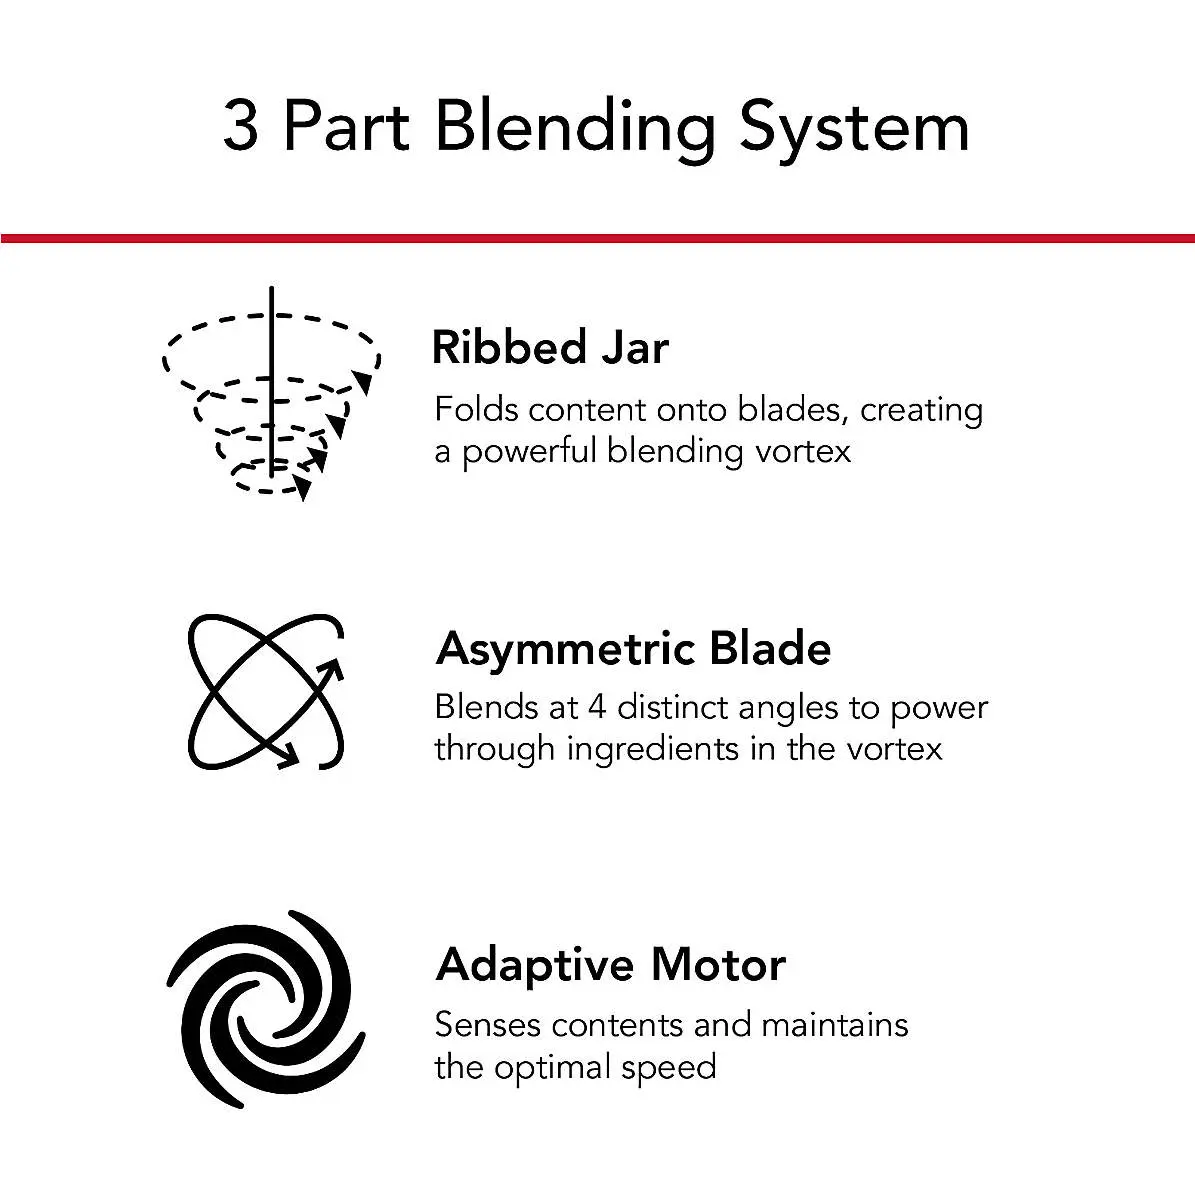 3 Part Blending System
Ribbed Jar
Folds content onto blades, creating
a powerful blending vortex
Asymmetric Blade
Blends at 4 distinct angles to power
through ingredients in the vortex
Adaptive Motor
Senses contents and maintains
the optimal speed